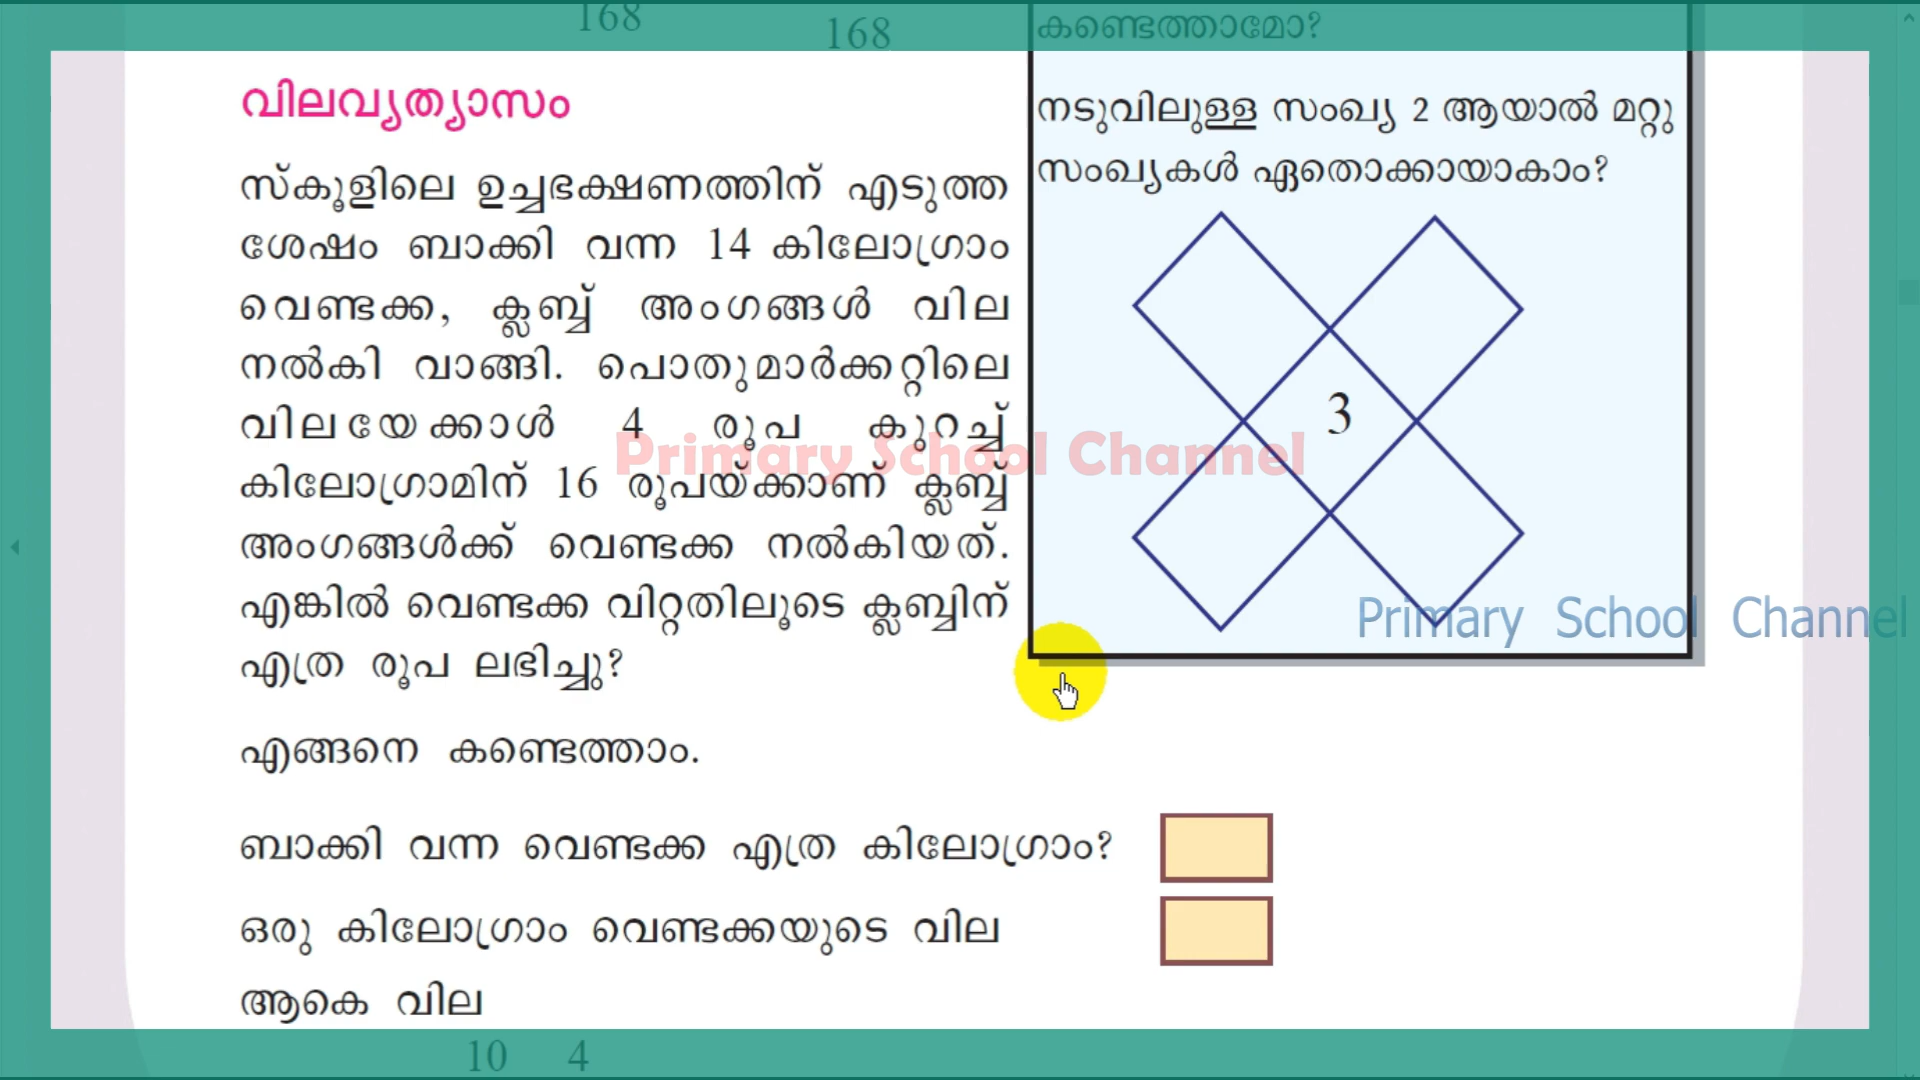 168
168
കണ്ടെത്താമോ?
വിലവ്യത്യാസം
സ്കൂളിലെ ഉച്ചഭക്ഷണത്തിന് എടുത്ത
ശേഷം ബാക്കി വന്ന 14 കിലോഗ്രാം
വെണ്ടക്ക, ക്ലബ്ബ് അംഗങ്ങൾ വില
നൽകി വാങ്ങി. പൊതുമാർക്കറ്റിലെ
വിലയേക്കാൾ 4 രൂപ കുറച്ച്
കിലോഗ്രാമിന് 16 രൂപയ്ക്കാണ് ക്ലബ്ബ്
അംഗങ്ങൾക്ക് വെണ്ടക്ക നൽകിയത്.
എങ്കിൽ വെണ്ടക്ക വിറ്റതിലൂടെ ക്ലബ്ബിന്
എത്ര രൂപ ലഭിച്ചു?
നടുവിലുള്ള സംഖ്യ 2 ആയാൽ മറ്റു
സംഖ്യകൾ ഏതൊക്കായാകാം?
3
Primary School Channel
Primary School Channel
എങ്ങനെ കണ്ടെത്താം.
ബാക്കി വന്ന വെണ്ടക്ക എത്ര കിലോഗ്രാം?
ഒരു കിലോഗ്രാം വെണ്ടക്കയുടെ വില
ആകെ വില
10 4